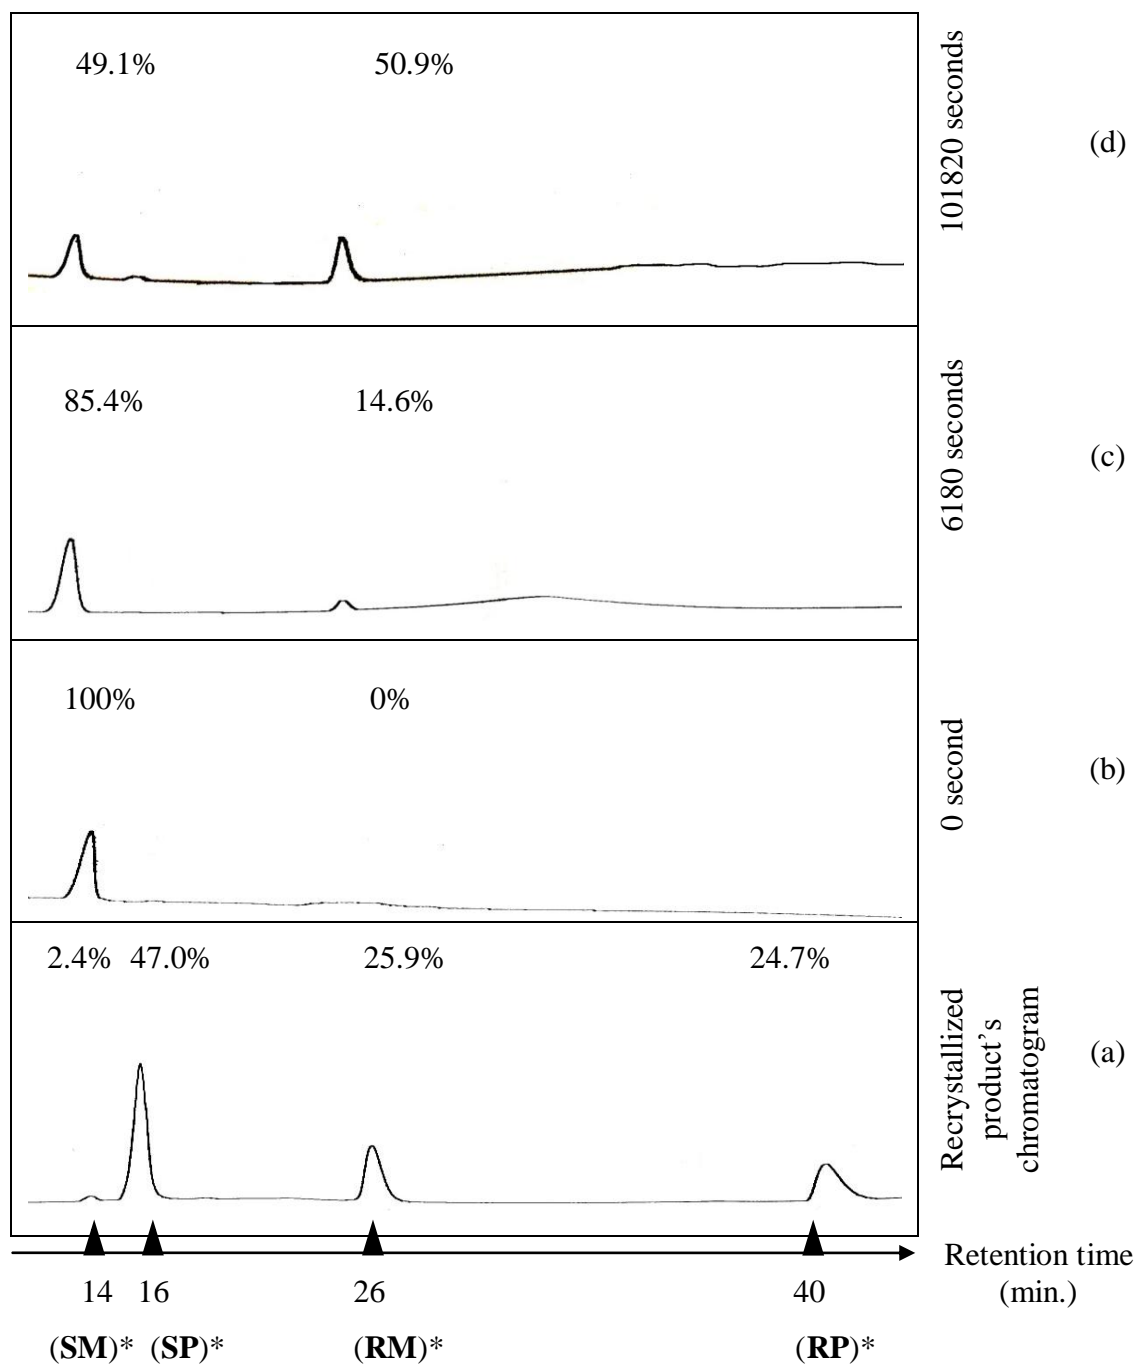 49.1% 50.9%
101820 seconds
(d)
85.4% 14.6%
6180 seconds
(c)
100% 0%
0 second
(b)
2.4% 47.0% 25.9% 24.7%
Recrystallized
product’s
chromatogram
(a)
Retention time
(min.)
14 16 26 40
(SM)* (SP)* (RM)* (RP)*